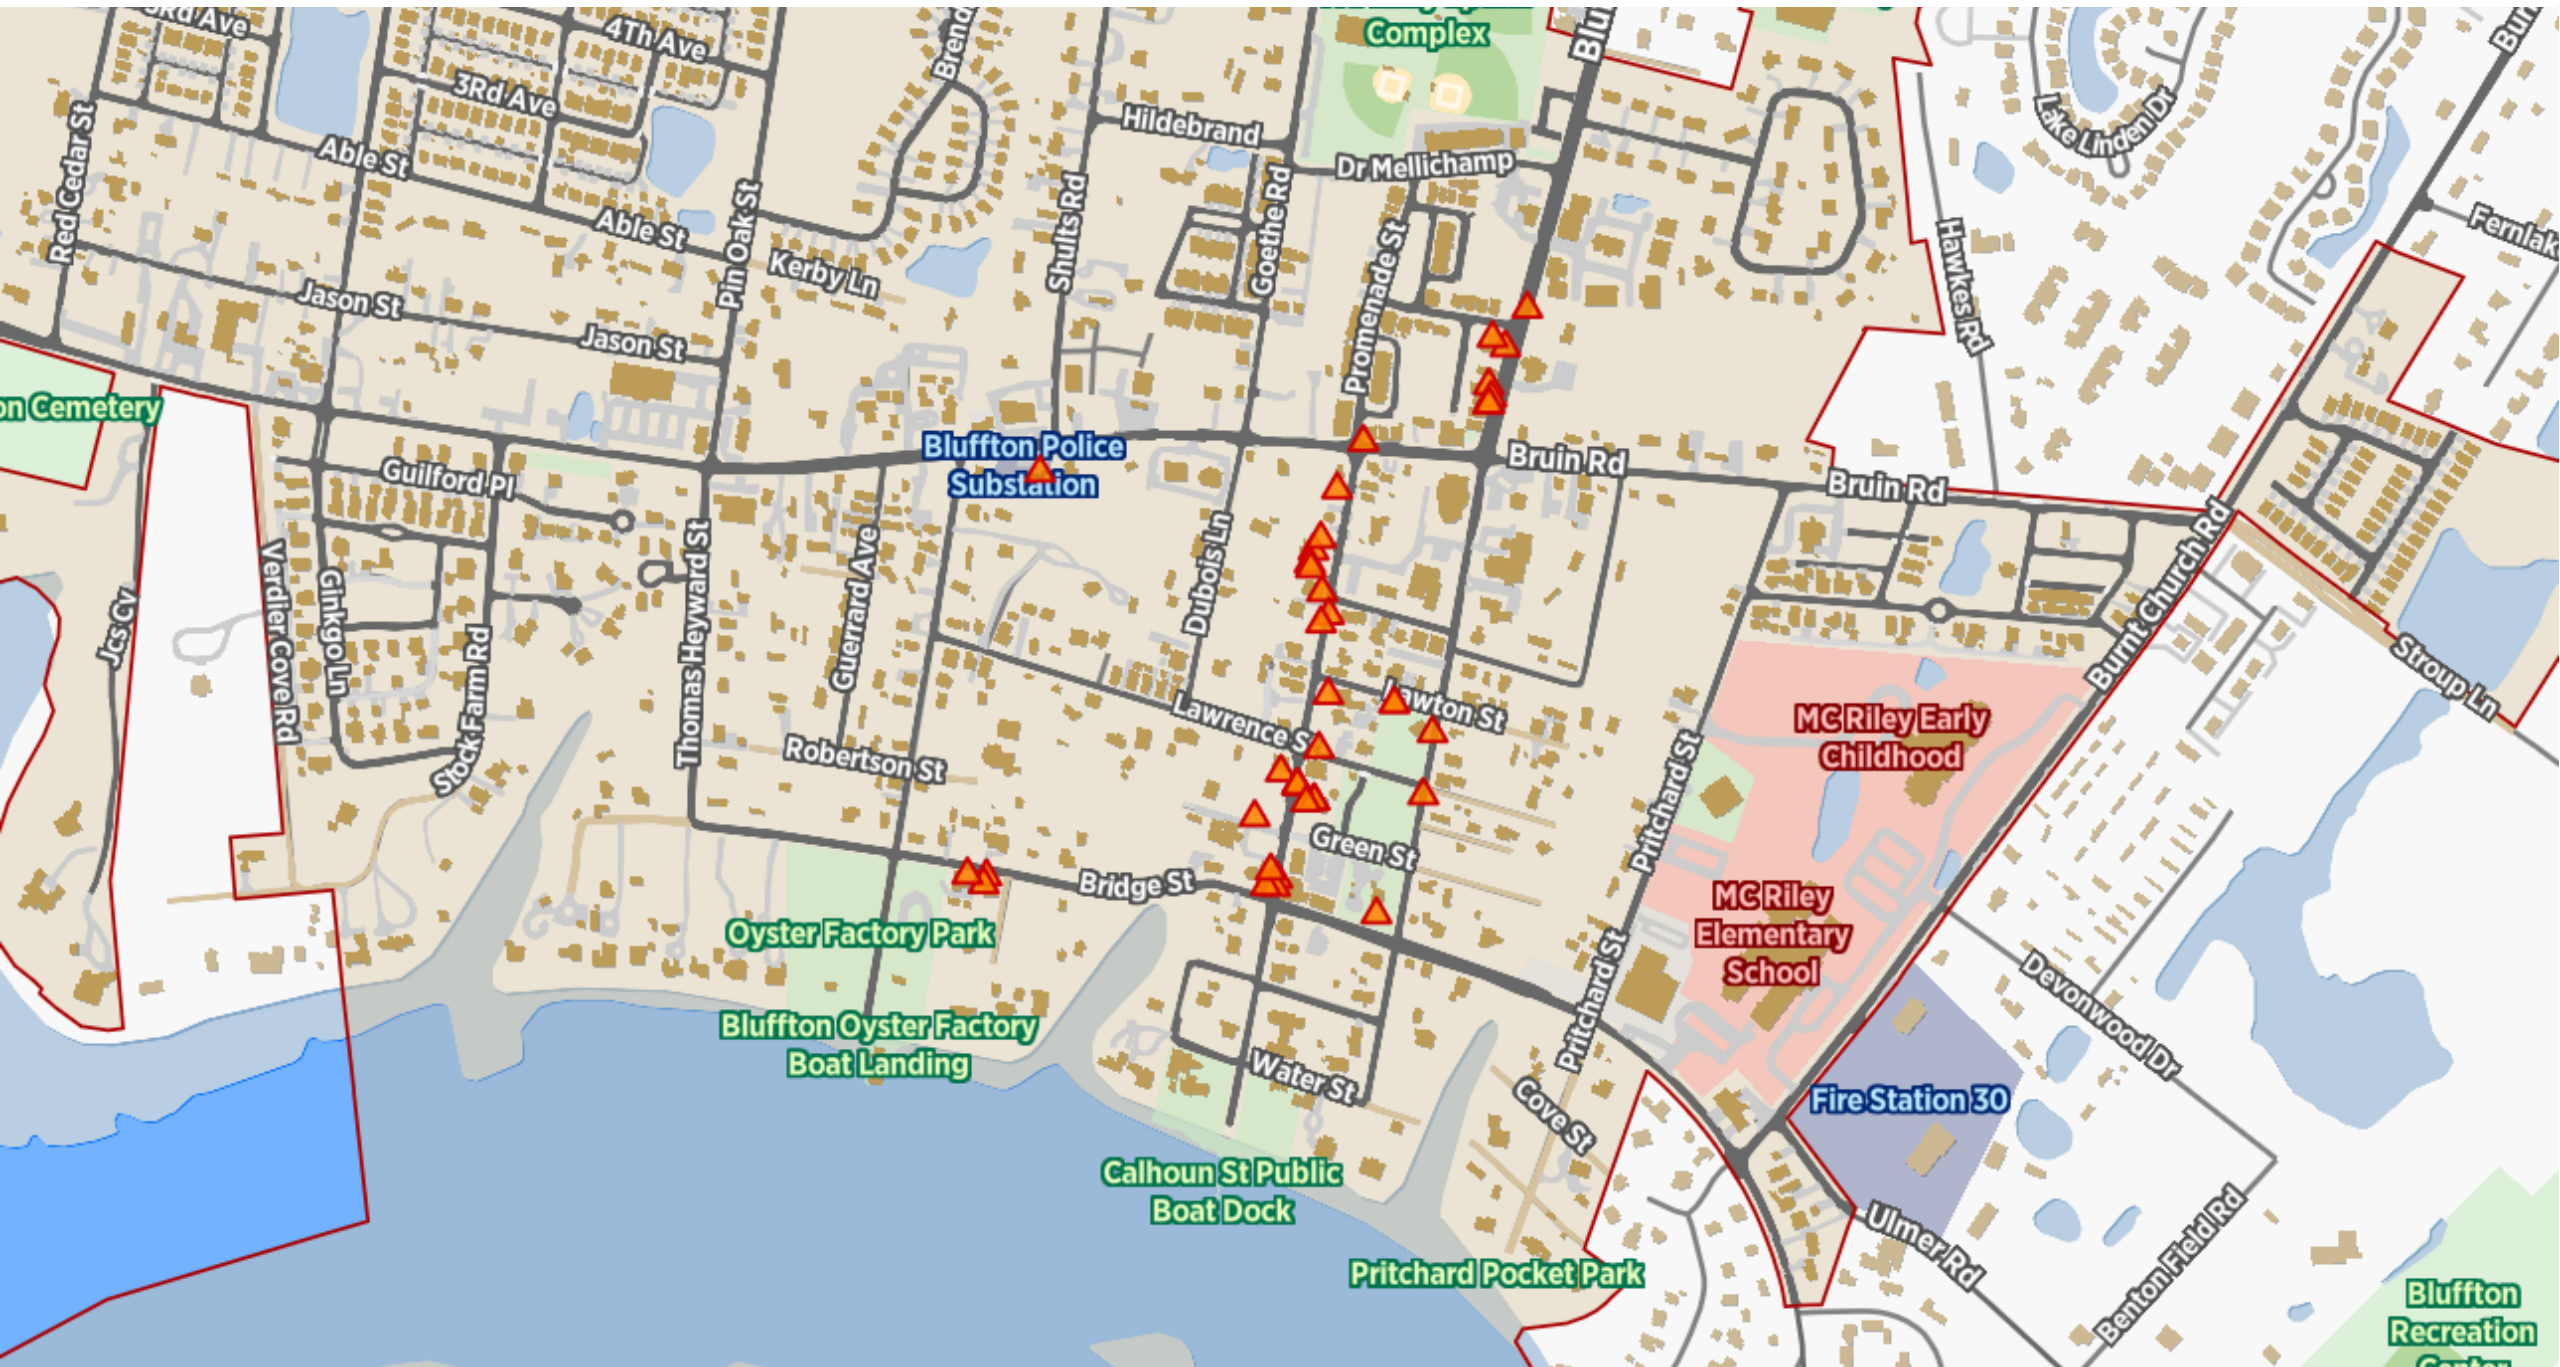 3Rd Ave
4Th Ave
Complex
3Rd Ave
Lake Linden Dr
Hildebrand
Dr Mellichamp
Red Cedar St
Able St
Able St
Pin Oak St
Kerby Ln
Shults Rd
Goethe Rd
Promenade St
Hawkes Rd
Jason St
Jason St
Bluffton Police
Substation
Guilford Pl
Bruin Rd
Bruin Rd
Verdier Cove Rd
Ginkgo Ln
Jcs Cv
Stock Farm Rd
Thomas Heyward St
Guerrard Ave
Dubois Ln
Burnt Church Rd
Stroup Ln
Lawton St
Lawrence S
Robertson St
MC Riley Early
Childhood
Pritchard St
Green St
Bridge St
MC Riley
Elementary
School
Oyster Factory Park
Bluffton Oyster Factory
Boat Landing
Pritchard St
Devonwood Dr
Water St
Cove St
Fire Station 30
Calhoun St Public
Boat Dock
Ulmer Rd
Benton Field Rd
Pritchard Pocket Park
Bluffton
Recreation